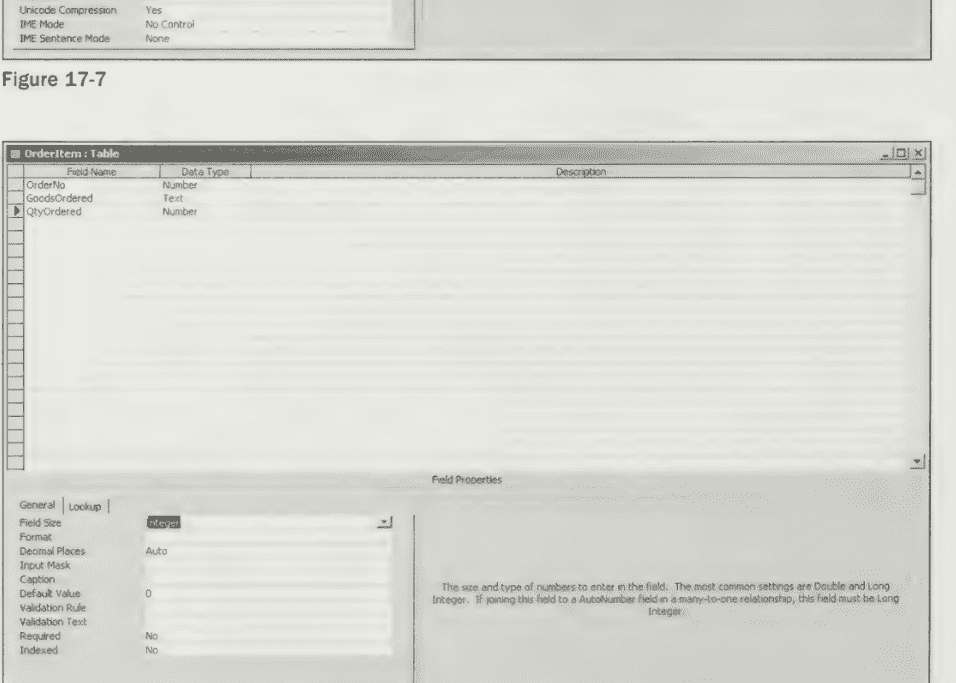 Unicode Compression Yes
IME Mode No Control
IME Sentence Mode None
Figure 17-7
OrderItem : Table
Field Name Data Type Description
OrderNo Number
GoodsOrdered Text
QtyOrdered Number
Field Properties
General Lookup
Field Size Integer
Format
Decimal Places Auto
Input Mask
Caption
Default Value 0
Validation Rule
Validation Text
Required No
Indexed No
The size and type of numbers to enter in the field. The most common settings are Double and Long
Integer. If joining this field to a AutoNumber field in a many-to-one relationship, this field must be Long
Integer.